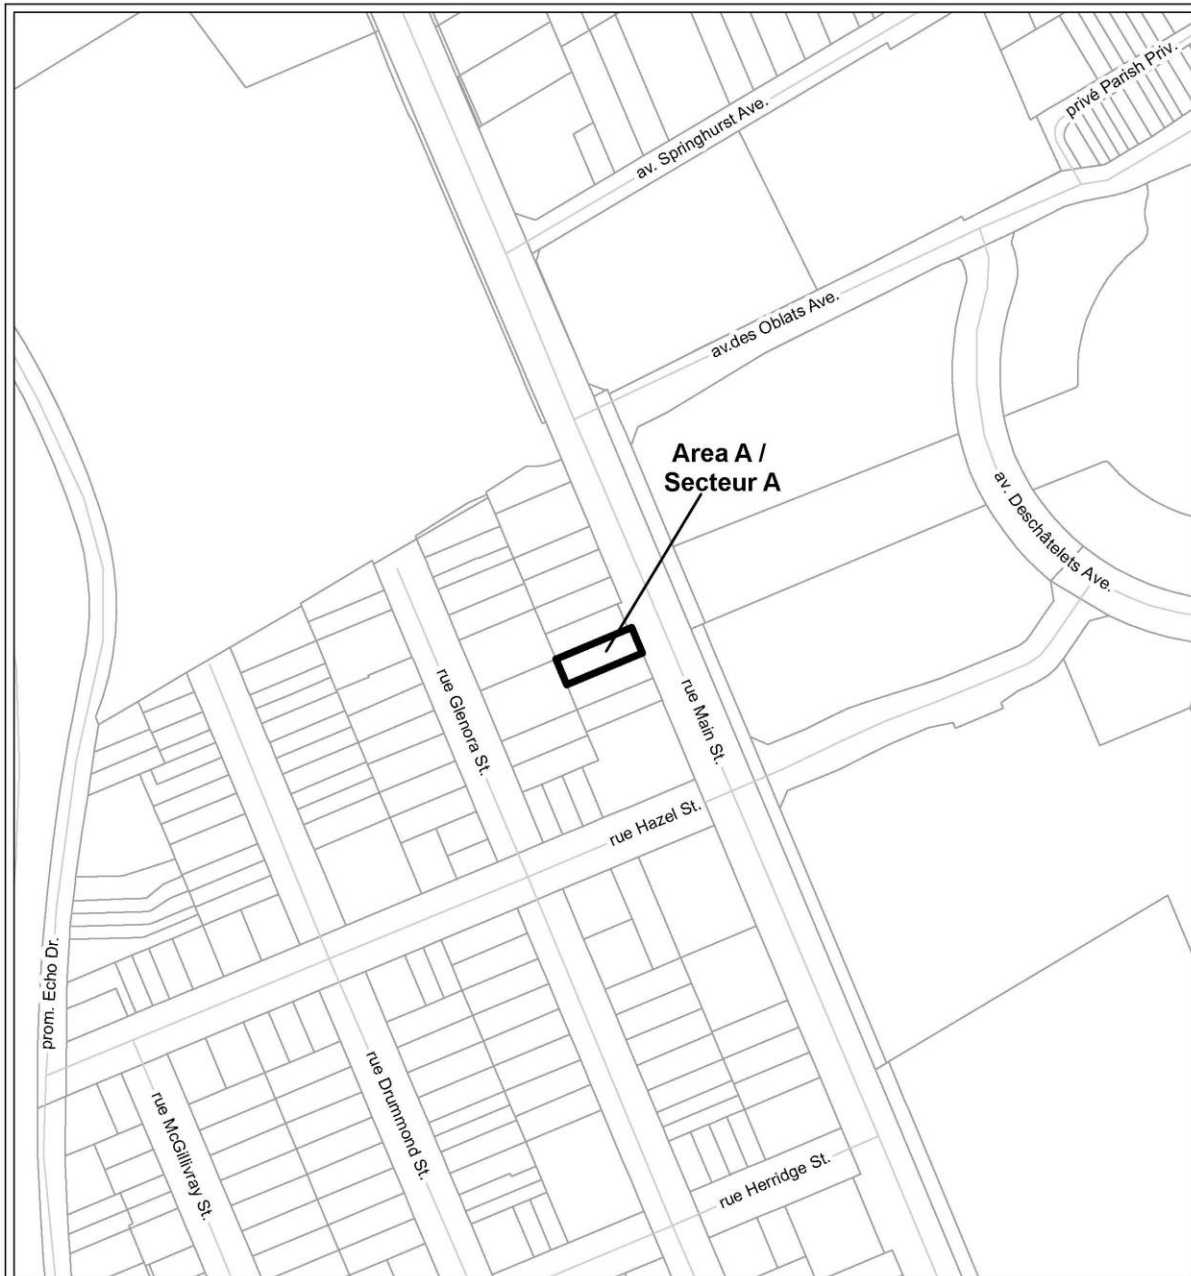 privé Parish Priv.
av. Springhurst Ave.
av.des Oblats Ave.
Area A /
Secteur A
av. Deschâtelets Ave.
rue Glenora St.
rue Main St.
rue Hazel St.
prom. Echo Dr.
rue Drummond St.
rue McGillivray St.
rue Herridge St.